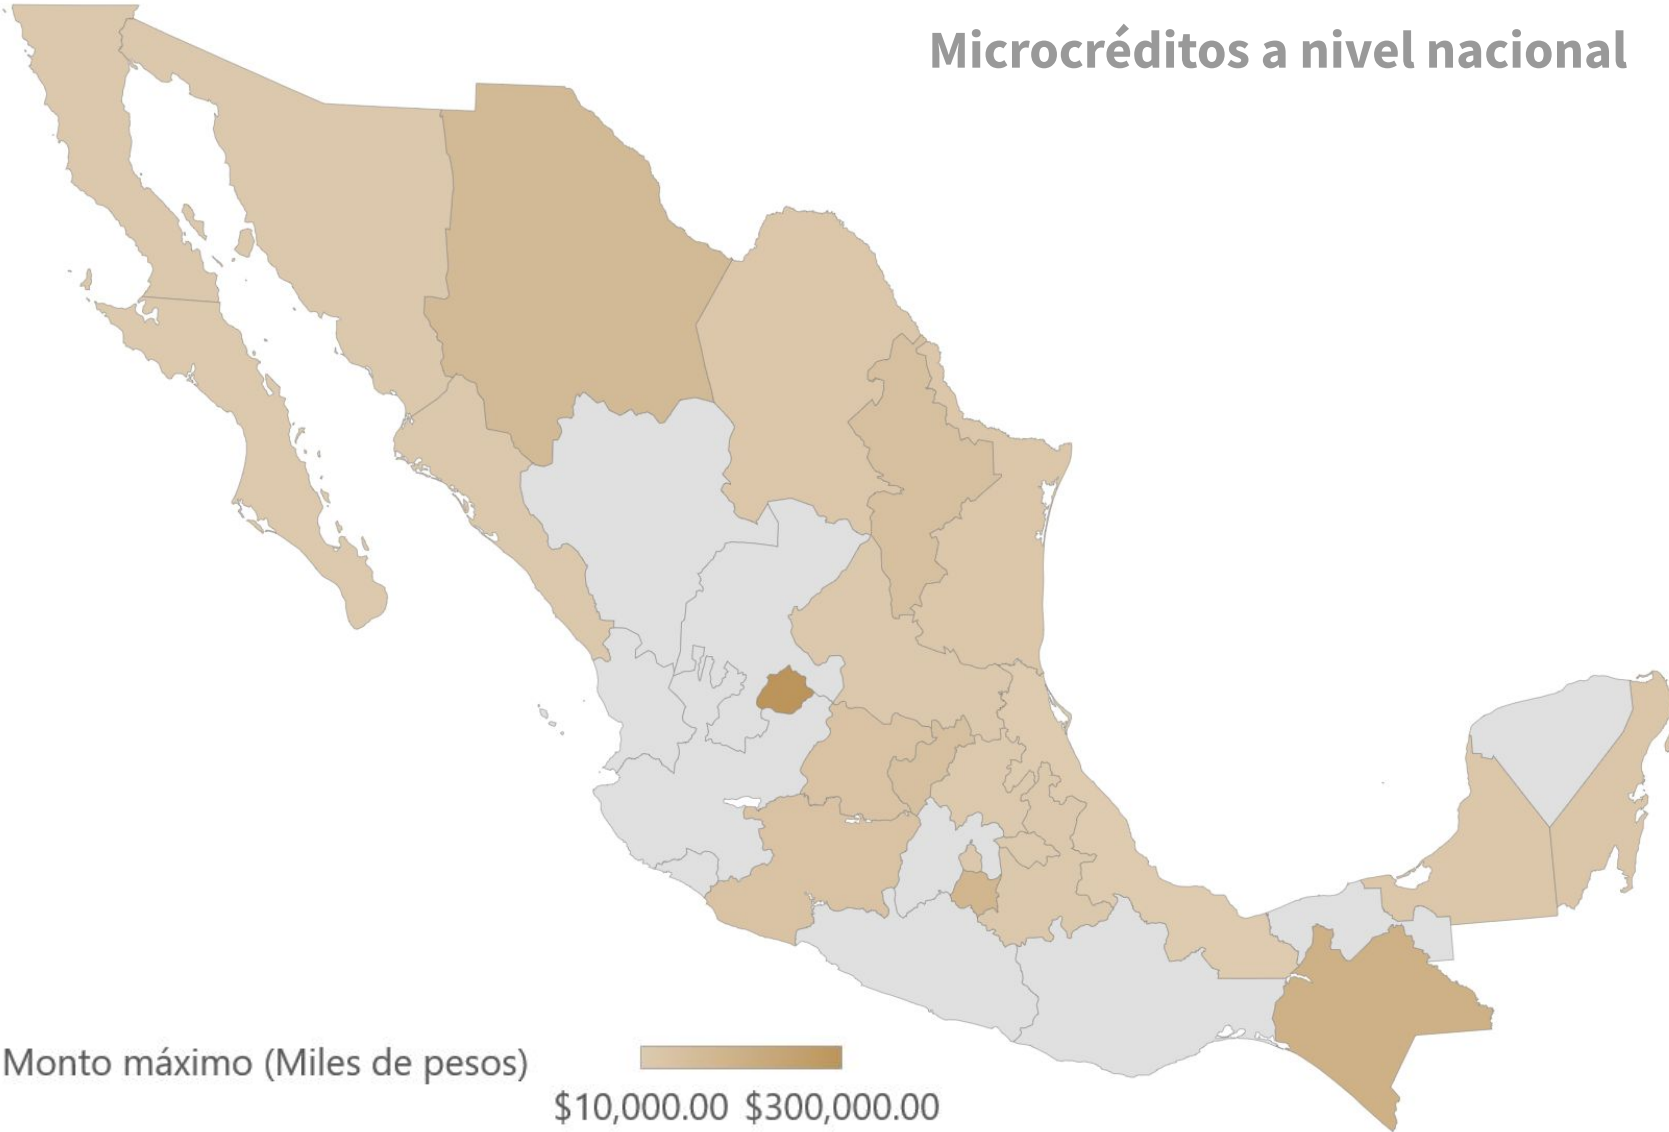 Microcréditos a nivel nacional
Monto máximo (Miles de pesos)
$10,000.00 $300,000.00